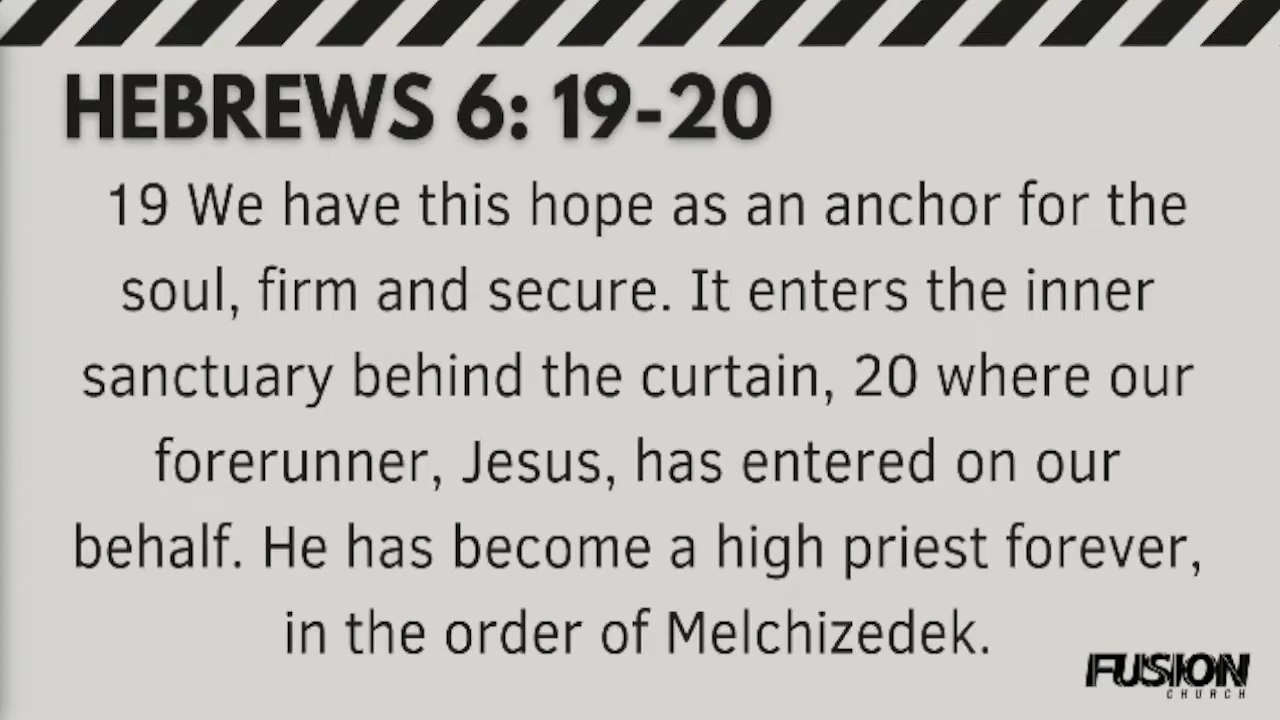 HEBREWS 6: 19-20
19 We have this hope as an anchor for the
soul, firm and secure. It enters the inner
sanctuary behind the curtain, 20 where our
forerunner, Jesus, has entered on our
behalf. He has become a high priest forever,
in the order of Melchizedek.
FUSION
CHURCH